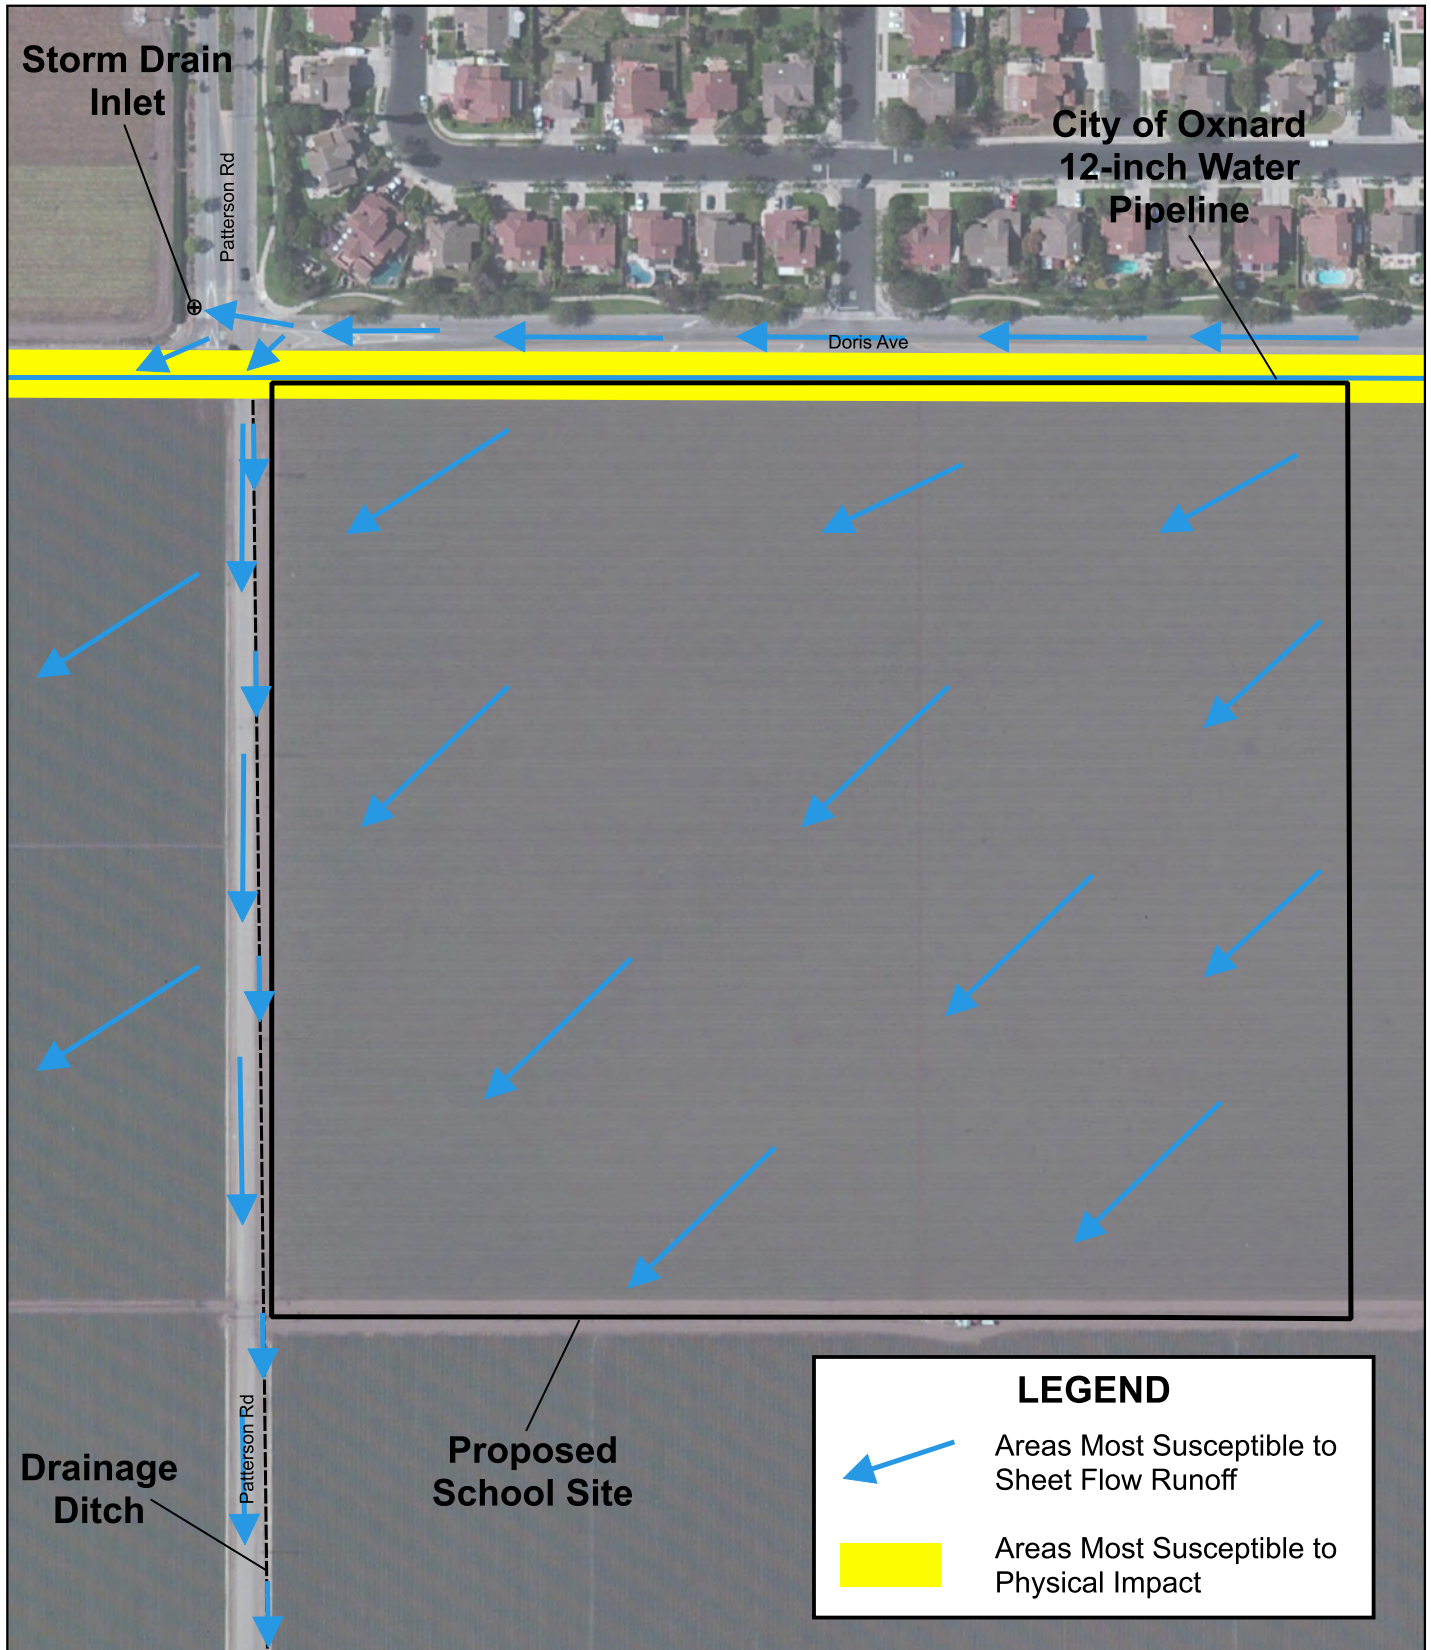 Storm Drain
Inlet
Patterson Rd
City of Oxnard
12-inch Water
Pipeline
Doris Ave
Patterson Rd
Drainage
Ditch
Proposed
School Site
LEGEND
Areas Most Susceptible to
Sheet Flow Runoff
Areas Most Susceptible to
Physical Impact